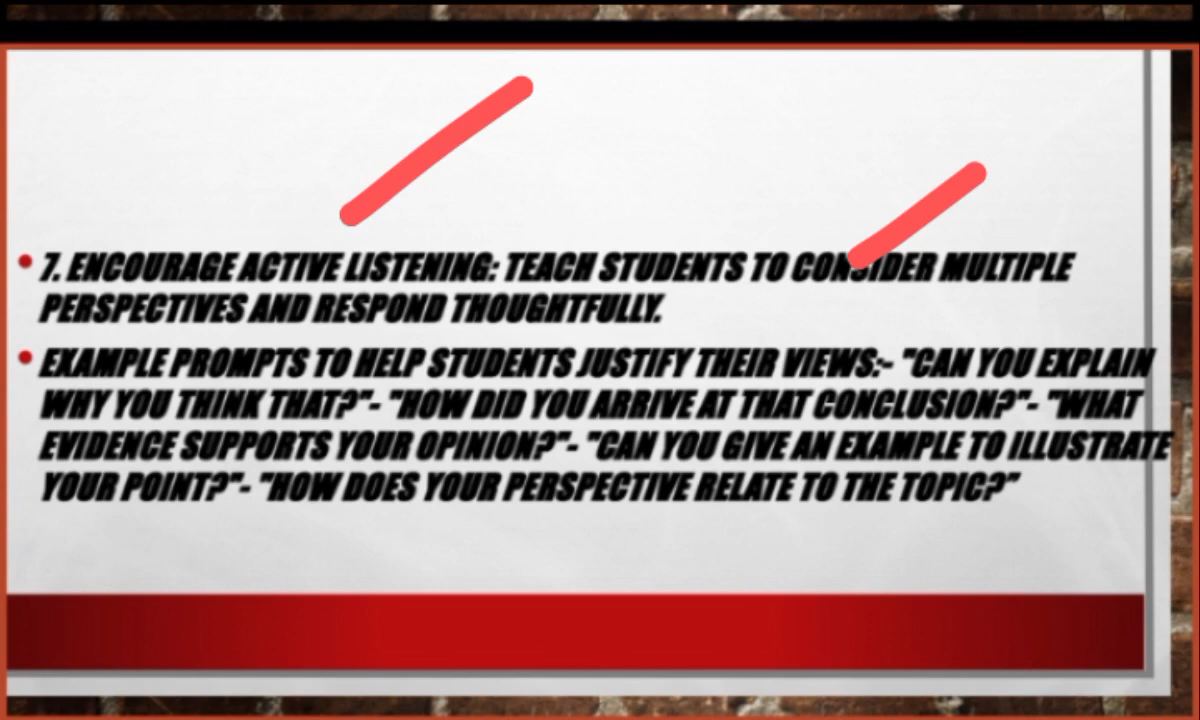 • 7. ENCOURAGE ACTIVE LISTENING: TEACH STUDENTS TO CONSIDER MULTIPLE
PERSPECTIVES AND RESPOND THOUGHTFULLY.
• EXAMPLE PROMPTS TO HELP STUDENTS JUSTIFY THEIR VIEWS:- "CAN YOU EXPLAIN
WHY YOU THINK THAT?"- "HOW DID YOU ARRIVE AT THAT CONCLUSION?"- "WHAT
EVIDENCE SUPPORTS YOUR OPINION?"- "CAN YOU GIVE AN EXAMPLE TO ILLUSTRATE
YOUR POINT?"- "HOW DOES YOUR PERSPECTIVE RELATE TO THE TOPIC?"